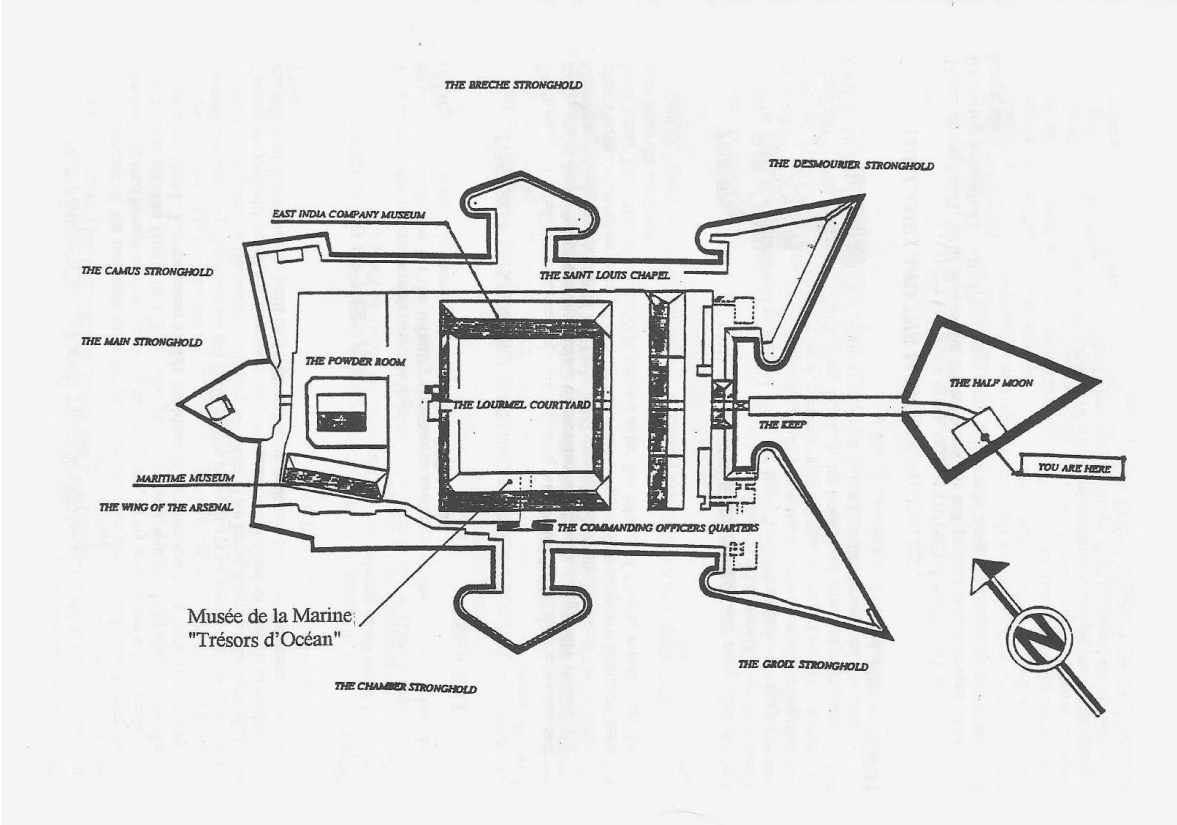 THE BRECHE STRONGHOLD
THE DESMOURIER STRONGHOLD
EAST INDIA COMPANY MUSEUM
THE CAMUS STRONGHOLD
THE SAINT LOUIS CHAPEL
THE MAIN STRONGHOLD
THE POWDER ROOM
THE HALF MOON
THE LOURMEL COURTYARD
THE KEEP
YOU ARE HERE
MARITIME MUSEUM
THE WING OF THE ARSENAL
THE COMMANDING OFFICERS QUARTERS
Musée de la Marine
"Trésors d'Océan"
N
THE GROIX STRONGHOLD
THE CHAMBER STRONGHOLD